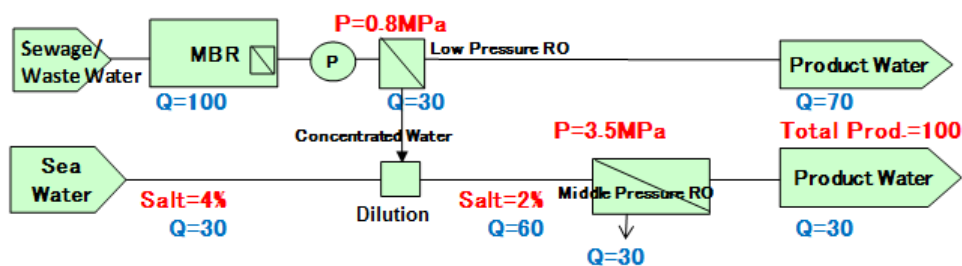 P=0.8MPa
Sewage/
Waste Water
MBR
P
Low Pressure RO
Product Water
Q=100
Q=30
Q=70
Concentrated Water
P=3.5MPa
Total Prod.=100
Sea
Water
Salt=4%
Q=30
Dilution
Salt=2%
Q=60
Middle Pressure RO
Q=30
Product Water
Q=30